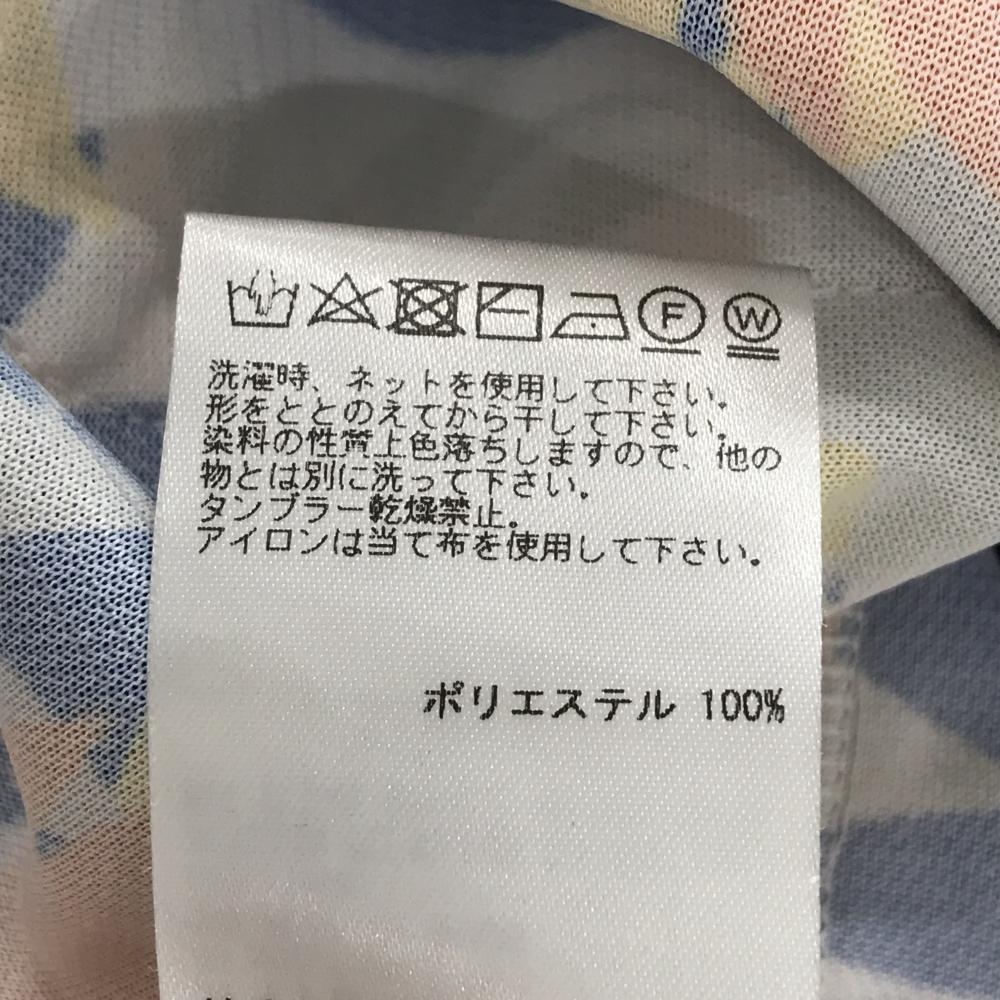 F W
洗濯時、ネットを使用して下さい。
形をととのえてから干して下さい。
染料の性質上色落ちしますので、他の
物とは別に洗って下さい。
タンブラー乾燥禁止。
アイロンは当て布を使用して下さい。
ポリエステル 100%